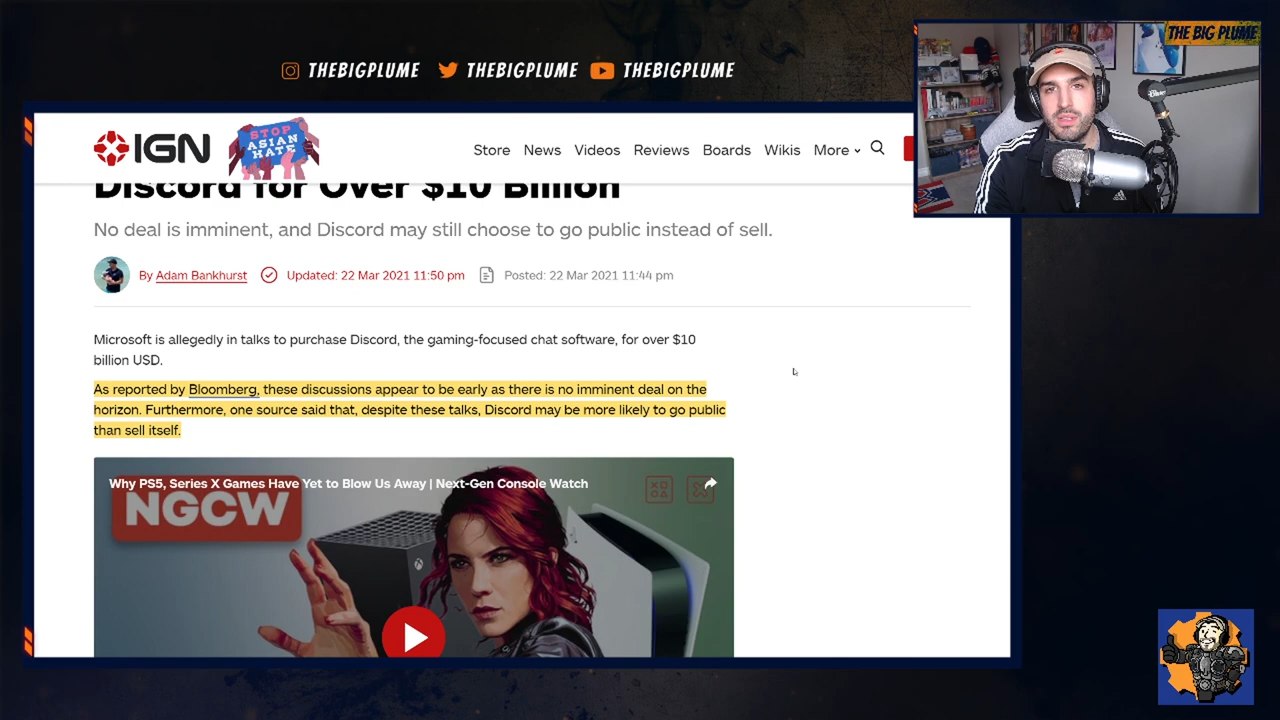 THE BIG PLUME
THEBIGPLUME THEBIGPLUME THEBIGPLUME
IGN STOP ASIAN HATE Store News Videos Reviews Boards Wikis More
Discord for Over $10 Billion
No deal is imminent, and Discord may still choose to go public instead of sell.
By Adam Bankhurst Updated: 22 Mar 2021 11:50 pm Posted: 22 Mar 2021 11:44 pm
Microsoft is allegedly in talks to purchase Discord, the gaming-focused chat software, for over $10
billion USD.
As reported by Bloomberg, these discussions appear to be early as there is no imminent deal on the
horizon. Furthermore, one source said that, despite these talks, Discord may be more likely to go public
than sell itself.
Why PS5, Series X Games Have Yet to Blow Us Away | Next-Gen Console Watch
NGCW